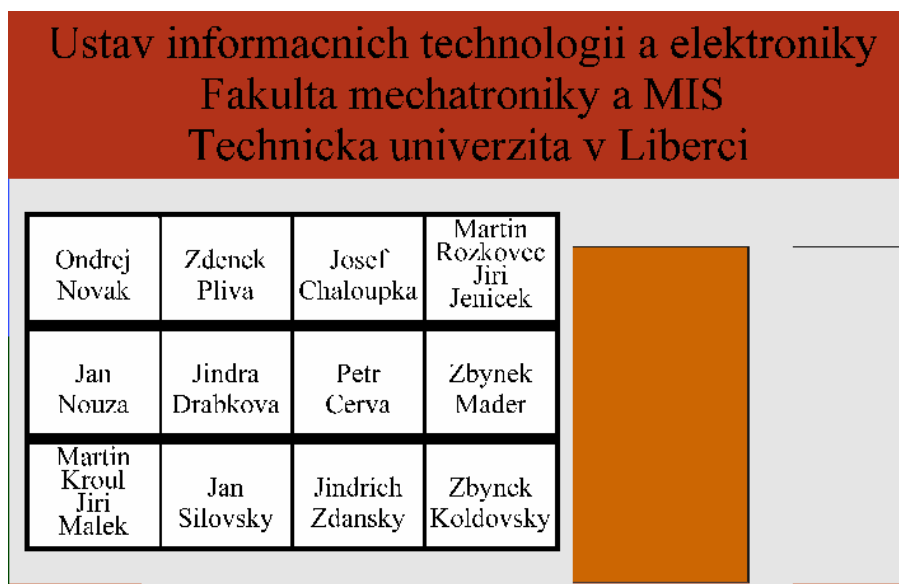 Ustav informacnich technologii a elektroniky
Fakulta mechatroniky a MIS
Technicka univerzita v Liberci
Ondrej
Novak
Zdenek
Pliva
Josef
Chaloupka
Martin
Rozkovec
Jiri
Jenicek
Jan
Nouza
Jindra
Drabkova
Petr
Cerva
Zbynek
Mader
Martin
Kroul
Jiri
Malek
Jan
Silovsky
Jindrich
Zdansky
Zbynek
Koldovsky